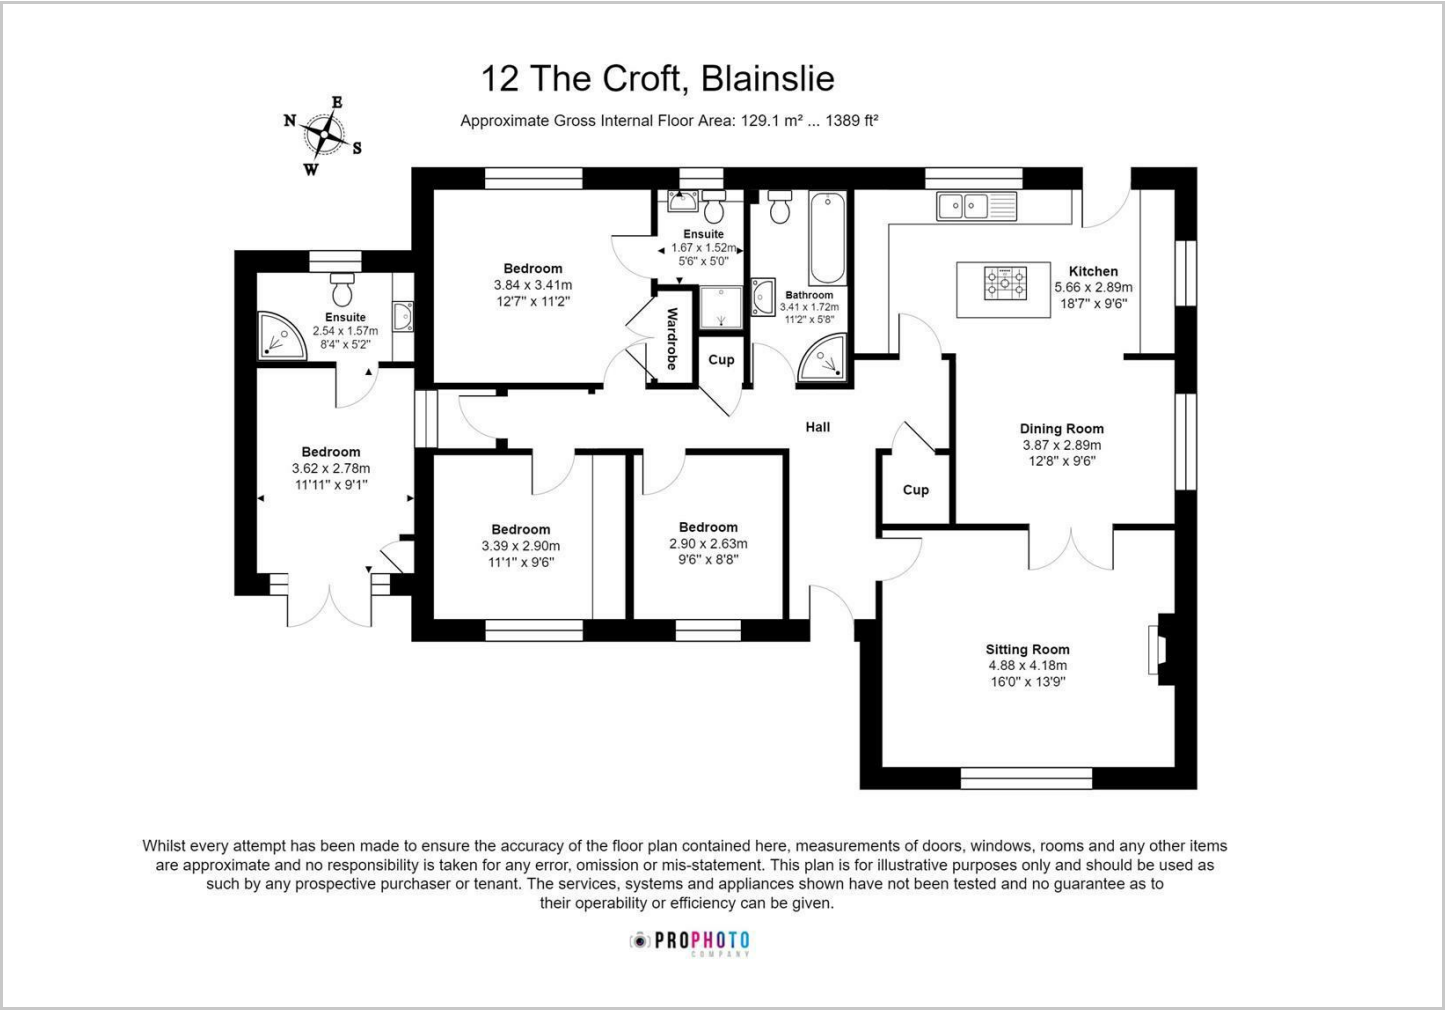 12 The Croft, Blainslie
Approximate Gross Internal Floor Area: 129.1 m² ... 1389 ft²
E
N
S
W
Ensuite
1.67 x 1.52m
5'6" x 5'0"
Bedroom
3.84 x 3.41m
12'7" x 11'2"
Kitchen
5.66 x 2.89m
18'7" x 9'6"
Bathroom
3.41 x 1.72m
11'2" x 5'8"
Ensuite
2.54 x 1.57m
8'4" x 5'2"
Wardrobe
Cup
Hall
Dining Room
3.87 x 2.89m
12'8" x 9'6"
Bedroom
3.62 x 2.78m
11'11" x 9'1"
Cup
Bedroom
3.39 x 2.90m
11'1" x 9'6"
Bedroom
2.90 x 2.63m
9'6" x 8'8"
Sitting Room
4.88 x 4.18m
16'0" x 13'9"
Whilst every attempt has been made to ensure the accuracy of the floor plan contained here, measurements of doors, windows, rooms and any other items
are approximate and no responsibility is taken for any error, omission or mis-statement. This plan is for illustrative purposes only and should be used as
such by any prospective purchaser or tenant. The services, systems and appliances shown have not been tested and no guarantee as to
their operability or efficiency can be given.
PROPHOTO
COMPANY